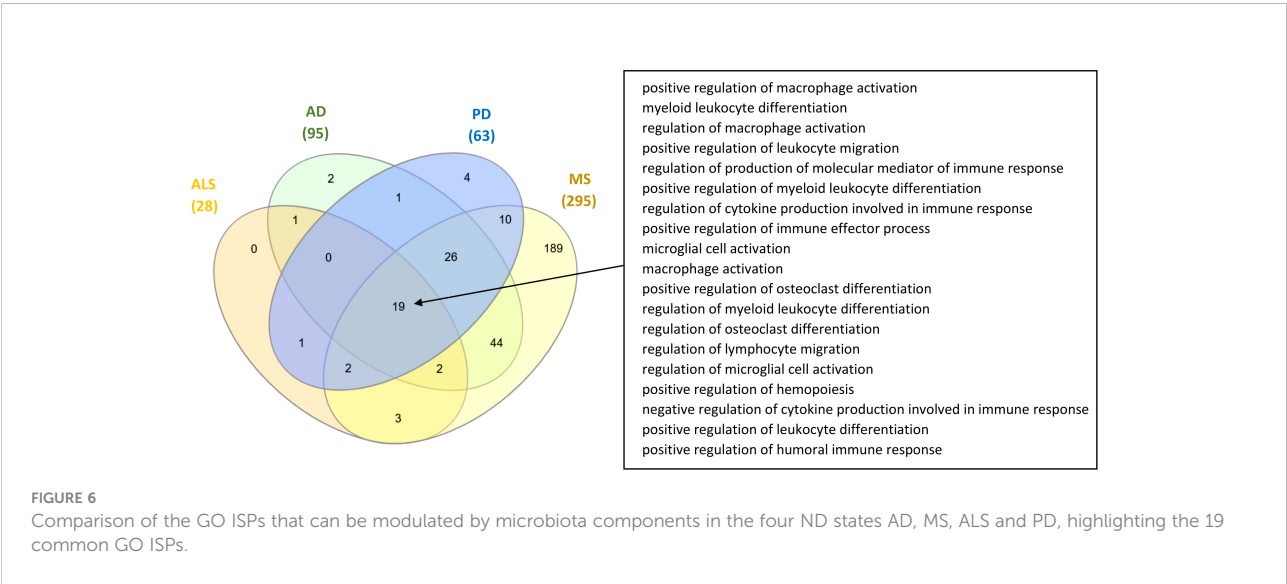 AD
(95)
PD
(63)
ALS
(28)
MS
(295)
2
4
1
1
10
0
0
26
189
19
1
44
2
2
3
positive regulation of macrophage activation
myeloid leukocyte differentiation
regulation of macrophage activation
positive regulation of leukocyte migration
regulation of production of molecular mediator of immune response
positive regulation of myeloid leukocyte differentiation
regulation of cytokine production involved in immune response
positive regulation of immune effector process
microglial cell activation
macrophage activation
positive regulation of osteoclast differentiation
regulation of myeloid leukocyte differentiation
regulation of osteoclast differentiation
regulation of lymphocyte migration
regulation of microglial cell activation
positive regulation of hemopoiesis
negative regulation of cytokine production involved in immune response
positive regulation of leukocyte differentiation
positive regulation of humoral immune response
FIGURE 6
Comparison of the GO ISPs that can be modulated by microbiota components in the four ND states AD, MS, ALS and PD, highlighting the 19
common GO ISPs.